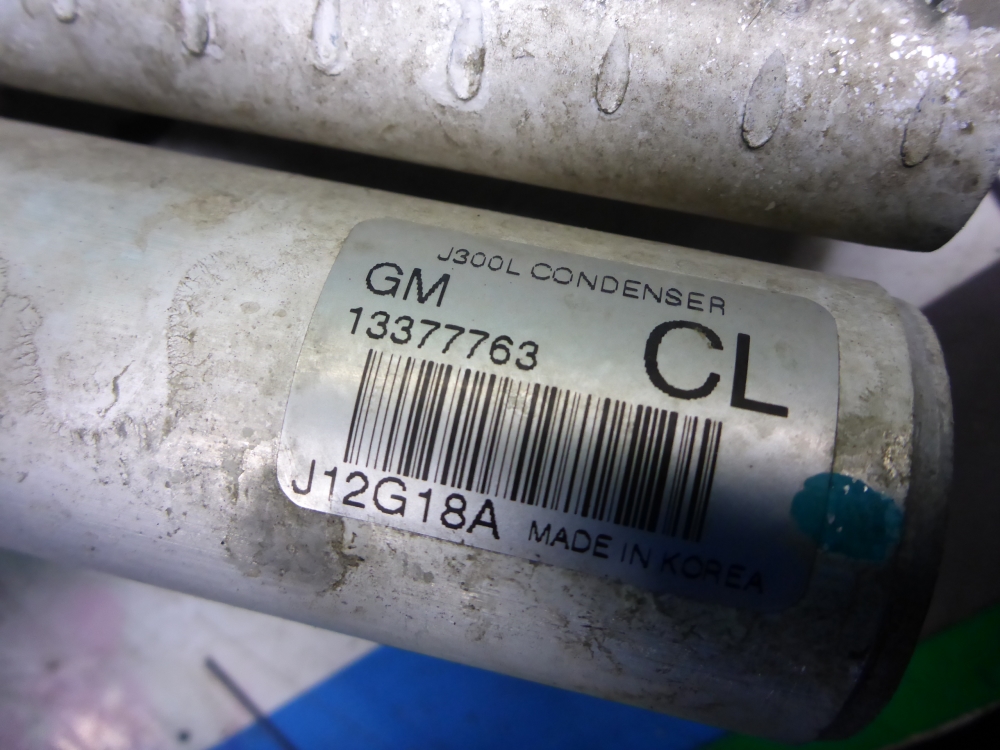 J300L CONDENSER
GM
13377763
CL
J12G18A
MADE IN KOREA